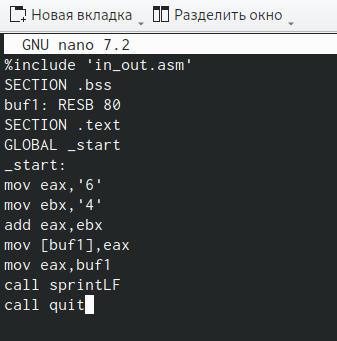 Новая вкладка Разделить окно
GNU nano 7.2
%include 'in_out.asm'
SECTION .bss
buf1: RESB 80
SECTION .text
GLOBAL _start
_start:
mov eax,'6'
mov ebx,'4'
add eax,ebx
mov [buf1],eax
mov eax,buf1
call sprintLF
call quit